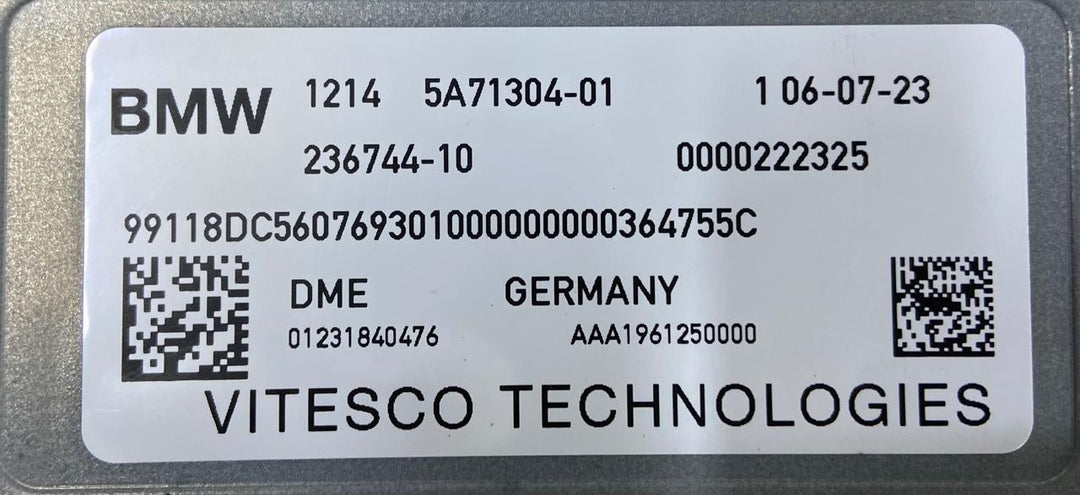 BMW 1214 5A71304-01 1 06-07-23
236744-10 0000222325
99118DC5607693010000000000364755C
DME GERMANY
01231840476 AAA1961250000
VITESCO TECHNOLOGIES